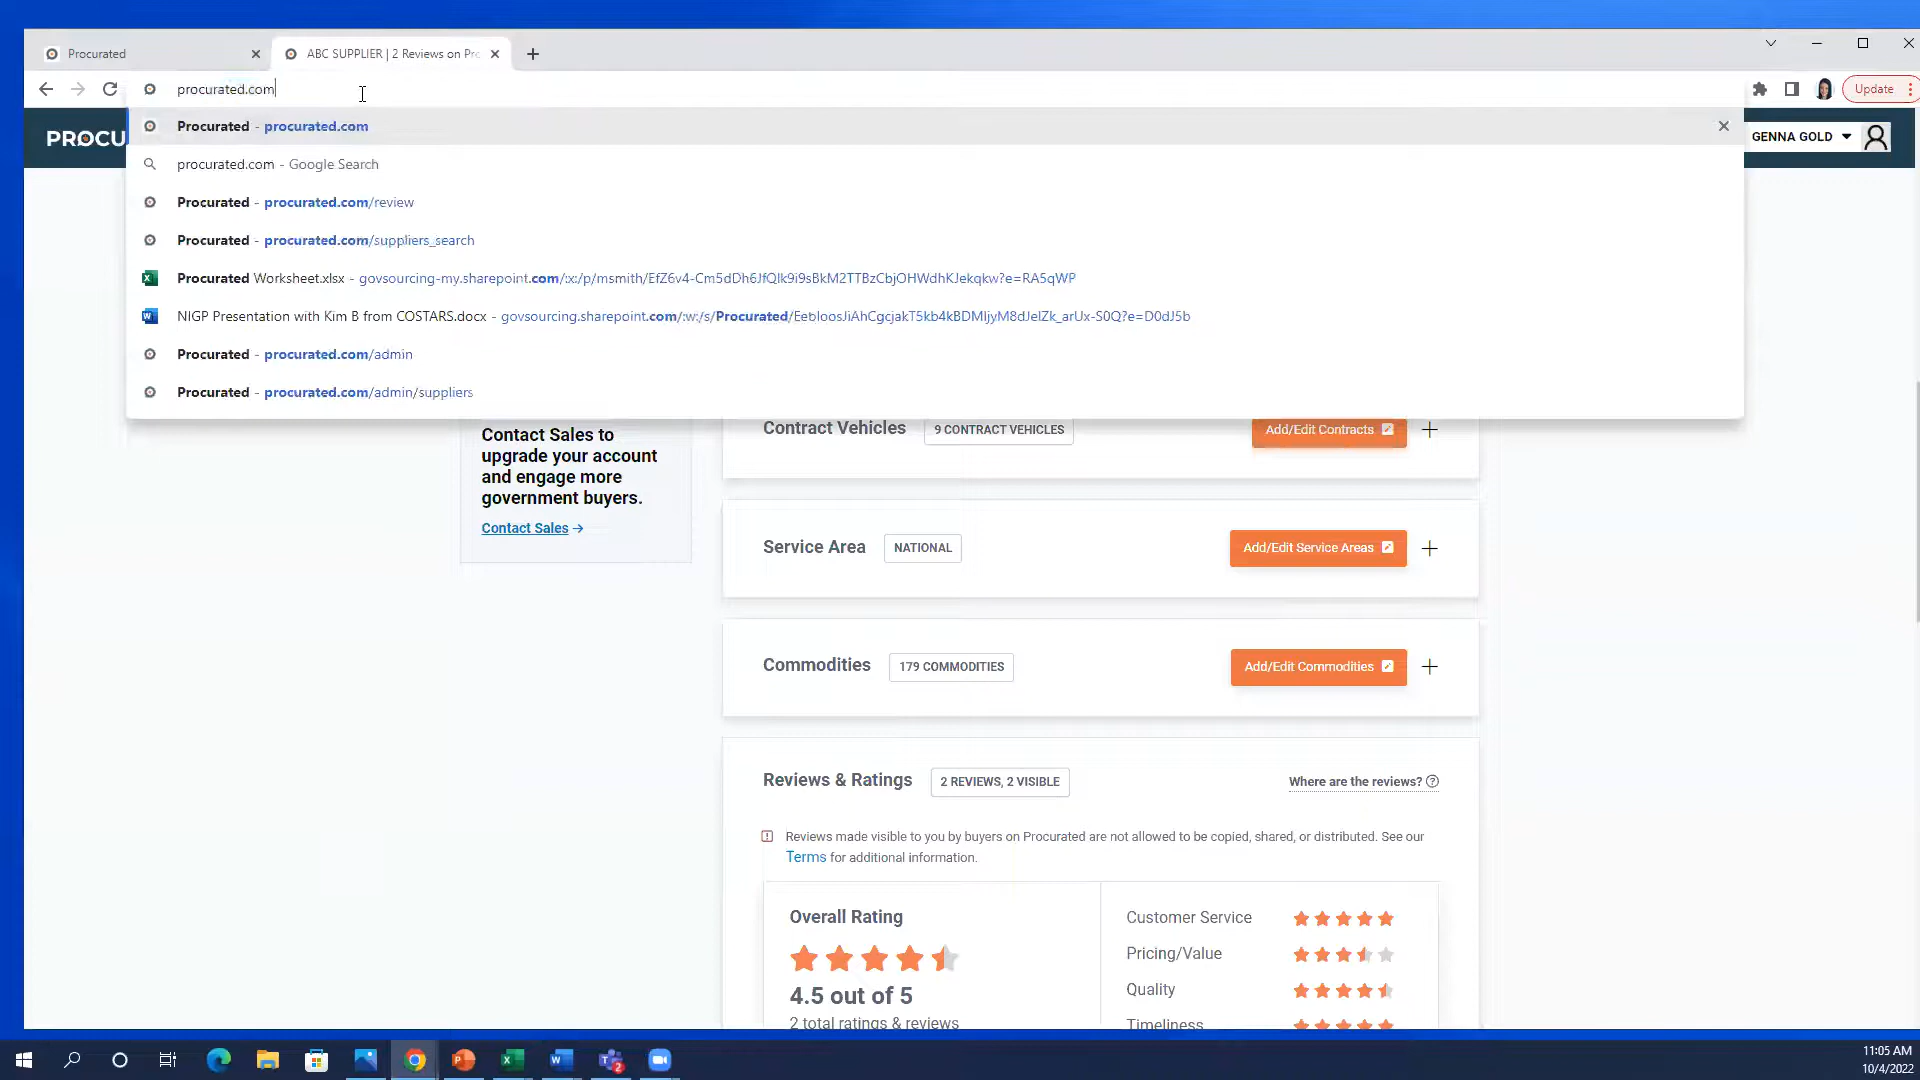 Procurated
ABC SUPPLIER | 2 Reviews on Pro
procurated.com
Update
Procurated - procurated.com
PROCU
GENNA GOLD
procurated.com - Google Search
Procurated - procurated.com/review
Procurated - procurated.com/suppliers_search
Procurated Worksheet.xlsx - govsourcing-my.sharepoint.com/:x:/p/msmith/EfZ6v4-Cm5dDh6JfQlk9i9sBkM2TTBzCbjOHWdhKJekqkw?e=RA5qWP
NIGP Presentation with Kim B from COSTARS.docx - govsourcing.sharepoint.com/:w:/s/Procurated/EebIoosJiAhCgcjakT5kb4kBDMIjyM8dJelZk_arUx-S0Q?e=D0dJ5b
Procurated - procurated.com/admin
Procurated - procurated.com/admin/suppliers
Contact Sales to
upgrade your account
and engage more
government buyers.
Contact Sales →
Contract Vehicles 9 CONTRACT VEHICLES Add/Edit Contracts
Service Area NATIONAL Add/Edit Service Areas
Commodities 179 COMMODITIES Add/Edit Commodities
Reviews & Ratings 2 REVIEWS, 2 VISIBLE Where are the reviews?
Reviews made visible to you by buyers on Procurated are not allowed to be copied, shared, or distributed. See our
Terms for additional information.
Overall Rating
4.5 out of 5
2 total ratings & reviews
Customer Service
Pricing/Value
Quality
Timeliness
11:05 AM
10/4/2022